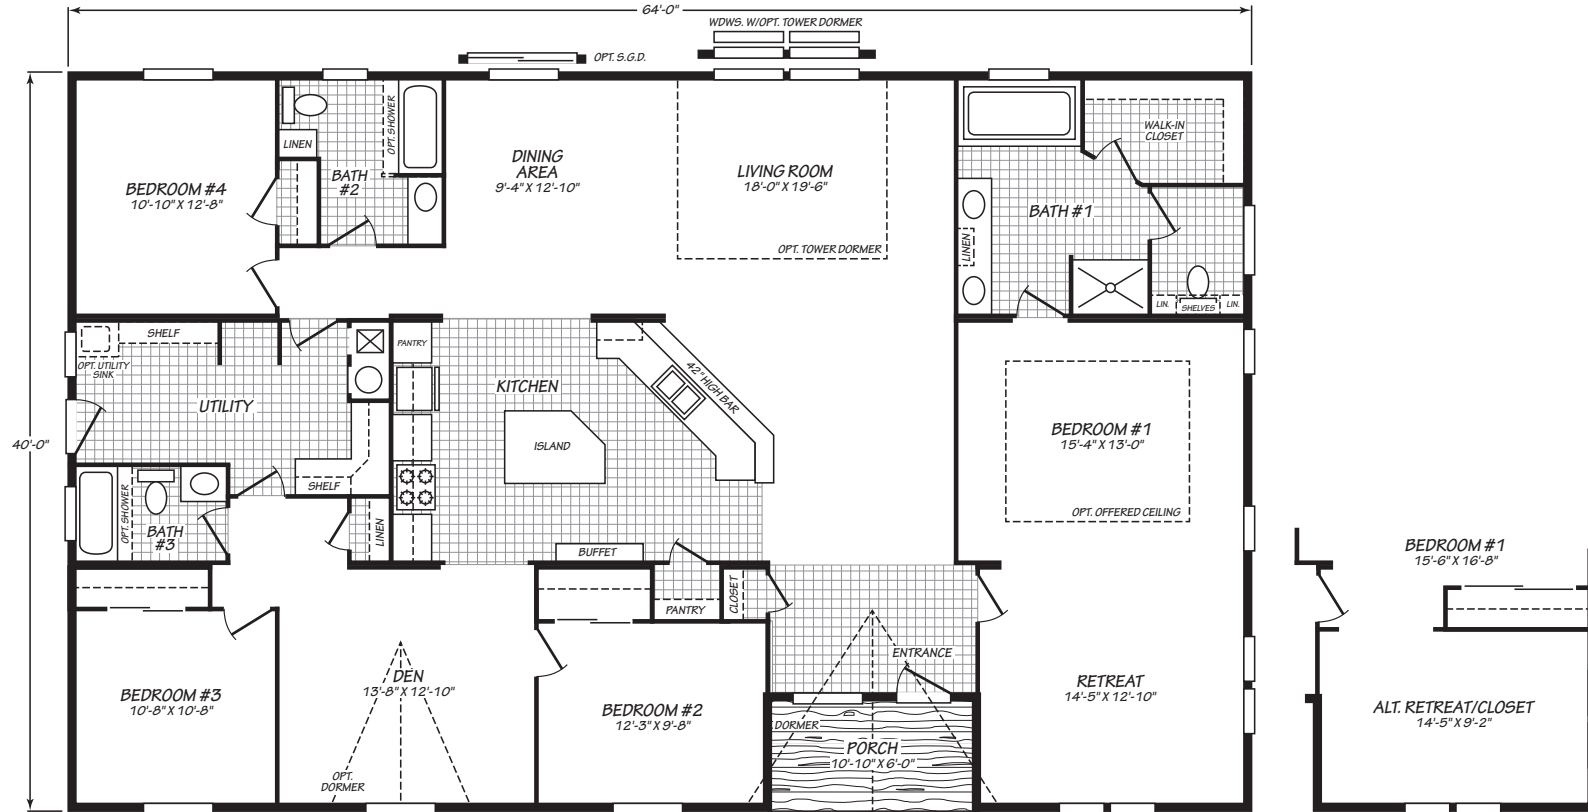 64'-0"
WDWS. W/OPT. TOWER DORMER
OPT. S.G.D.
LINEN
OPT. SHOWER
BATH
#2
BEDROOM #4
10'-10" X 12'-8"
DINING
AREA
9'-4" X 12'-10"
LIVING ROOM
18'-0" X 19'-6"
OPT. TOWER DORMER
WALK-IN
CLOSET
BATH #1
LINEN
LIN.
SHELVES
LIN.
SHELF
OPT. UTILITY
SINK
UTILITY
SHELF
PANTRY
KITCHEN
42" HIGH BAR
ISLAND
BUFFET
40'-0"
BEDROOM #1
15'-4" X 13'-0"
OPT. OFFERED CEILING
OPT. SHOWER
BATH
#3
LINEN
PANTRY
CLOSET
ENTRANCE
BEDROOM #3
10'-8" X 10'-8"
DEN
13'-8" X 12'-10"
OPT.
DORMER
BEDROOM #2
12'-3" X 9'-8"
DORMER
PORCH
10'-10" X 6'-0"
RETREAT
14'-5" X 12'-10"
BEDROOM #1
15'-6" X 16'-8"
ALT. RETREAT/CLOSET
14'-5" X 9'-2"